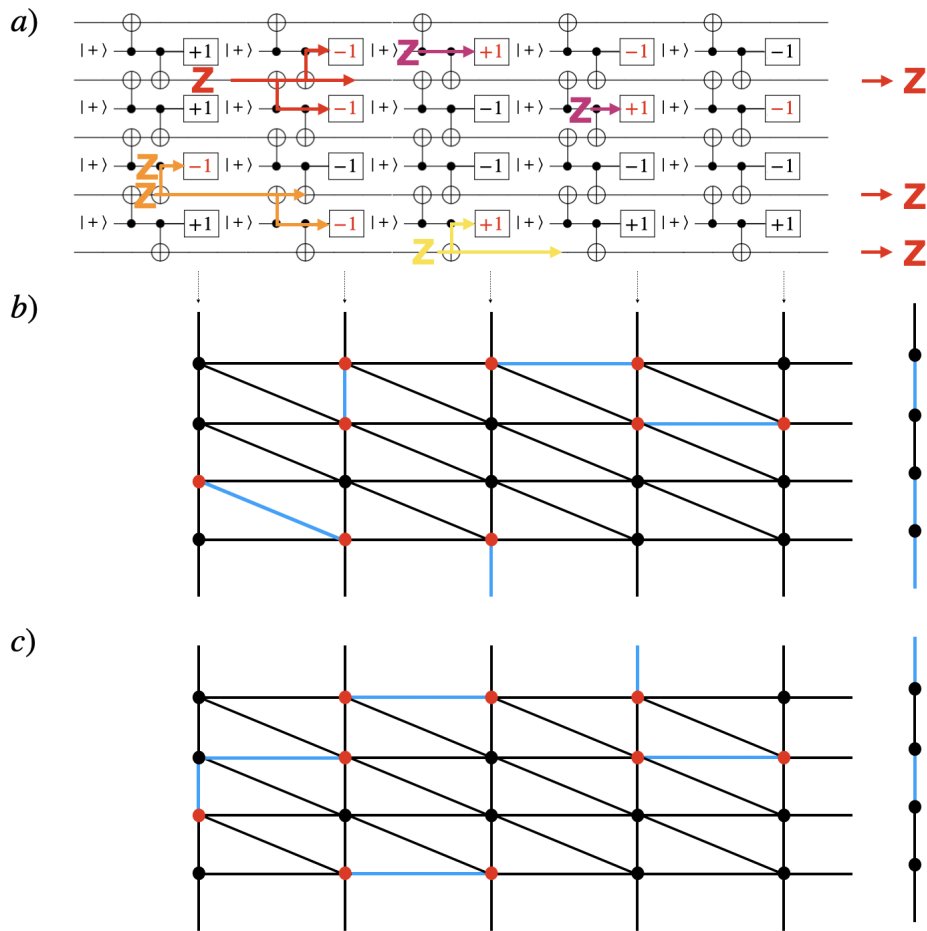 a)
|+⟩ +1 |+⟩ -1 |+⟩ Z +1 |+⟩ -1 |+⟩ -1
Z → Z
|+⟩ +1 |+⟩ -1 |+⟩ -1 |+⟩ Z +1 |+⟩ -1
|+⟩ Z -1 |+⟩ -1 |+⟩ -1 |+⟩ -1 |+⟩ -1
Z → Z
|+⟩ +1 |+⟩ -1 |+⟩ +1 |+⟩ +1 |+⟩ +1
Z → Z
b)
c)